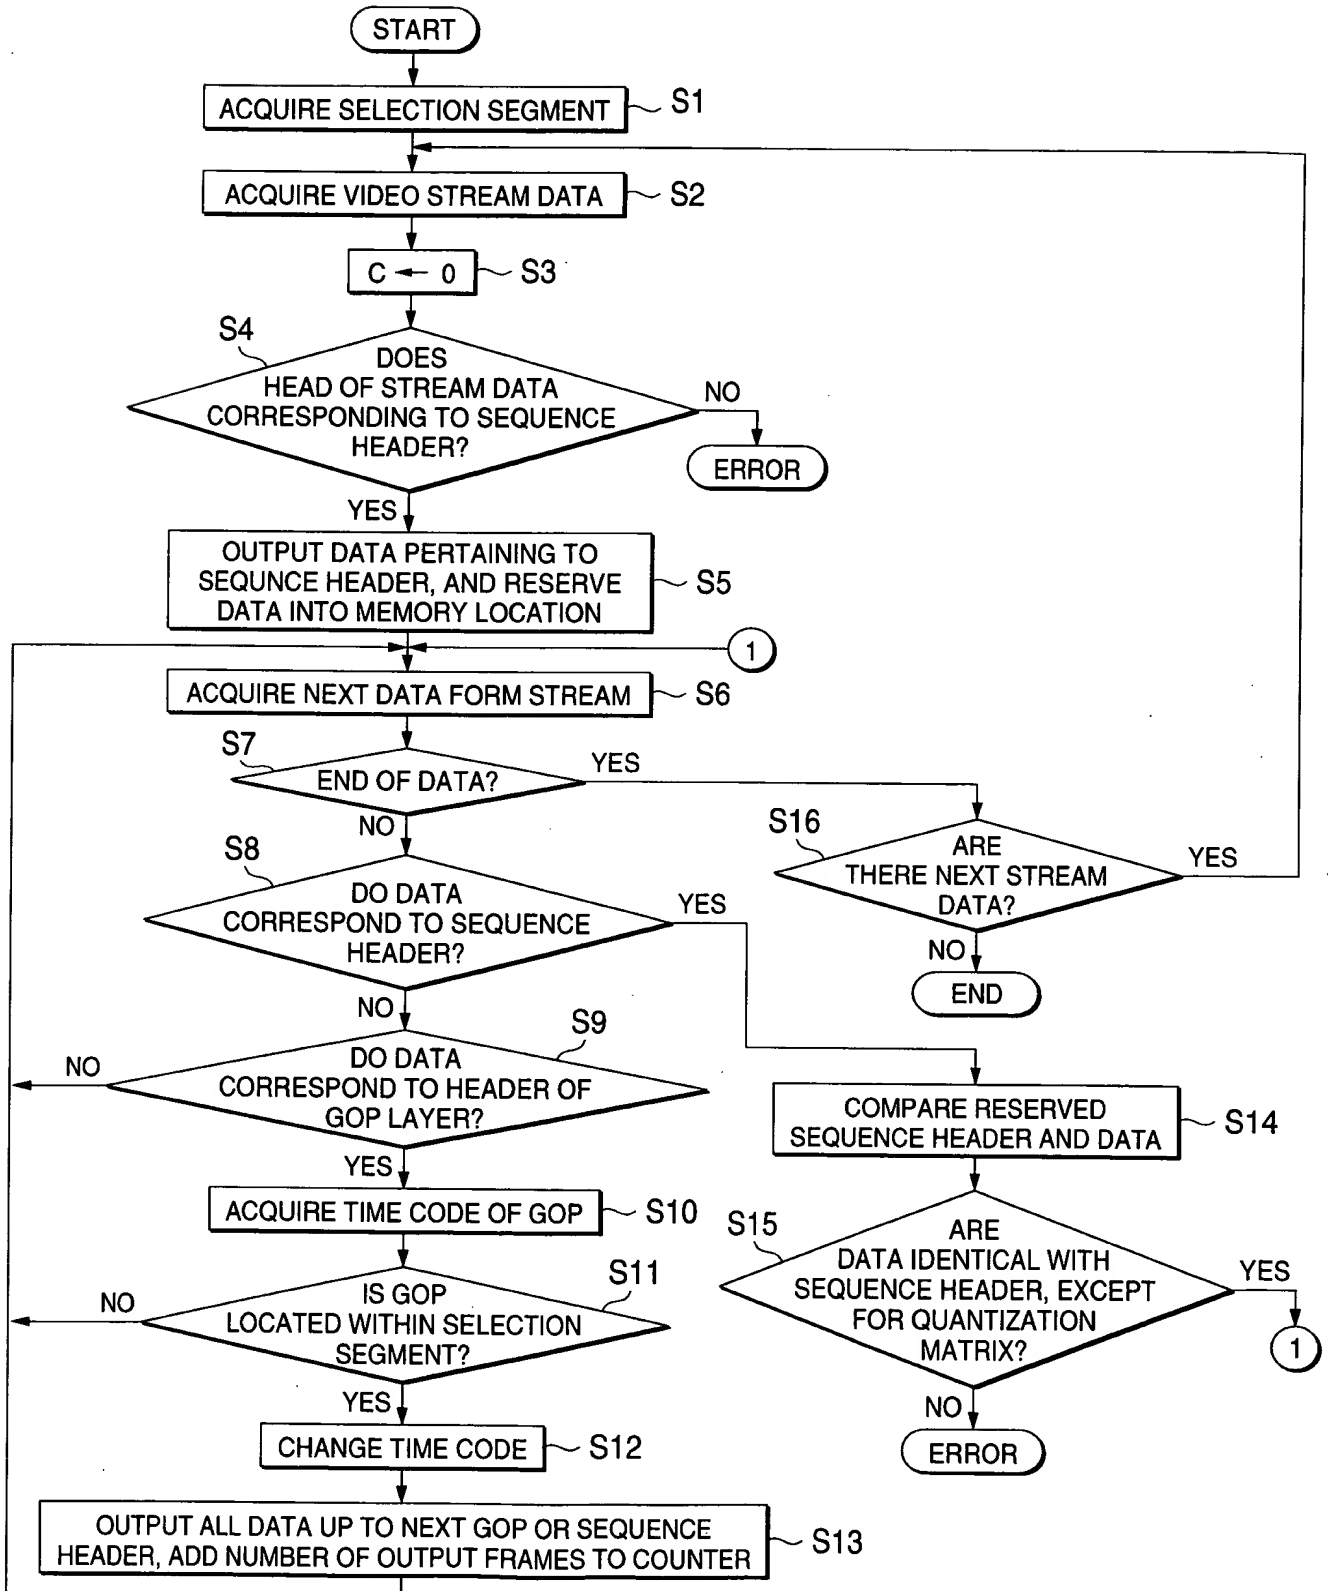 START
ACQUIRE SELECTION SEGMENT
S1
ACQUIRE VIDEO STREAM DATA
S2
C ← 0
S3
S4
DOES
HEAD OF STREAM DATA
CORRESPONDING TO SEQUENCE
HEADER?
NO
ERROR
YES
OUTPUT DATA PERTAINING TO
SEQUNCE HEADER, AND RESERVE
DATA INTO MEMORY LOCATION
S5
1
ACQUIRE NEXT DATA FORM STREAM
S6
S7
END OF DATA?
YES
NO
S16
ARE
THERE NEXT STREAM
DATA?
YES
NO
END
S8
DO DATA
CORRESPOND TO SEQUENCE
HEADER?
YES
NO
S9
DO DATA
CORRESPOND TO HEADER OF
GOP LAYER?
NO
YES
COMPARE RESERVED
SEQUENCE HEADER AND DATA
S14
ACQUIRE TIME CODE OF GOP
S10
S15
ARE
DATA IDENTICAL WITH
SEQUENCE HEADER, EXCEPT
FOR QUANTIZATION
MATRIX?
YES
1
NO
ERROR
S11
IS GOP
LOCATED WITHIN SELECTION
SEGMENT?
NO
YES
CHANGE TIME CODE
S12
OUTPUT ALL DATA UP TO NEXT GOP OR SEQUENCE
HEADER, ADD NUMBER OF OUTPUT FRAMES TO COUNTER
S13